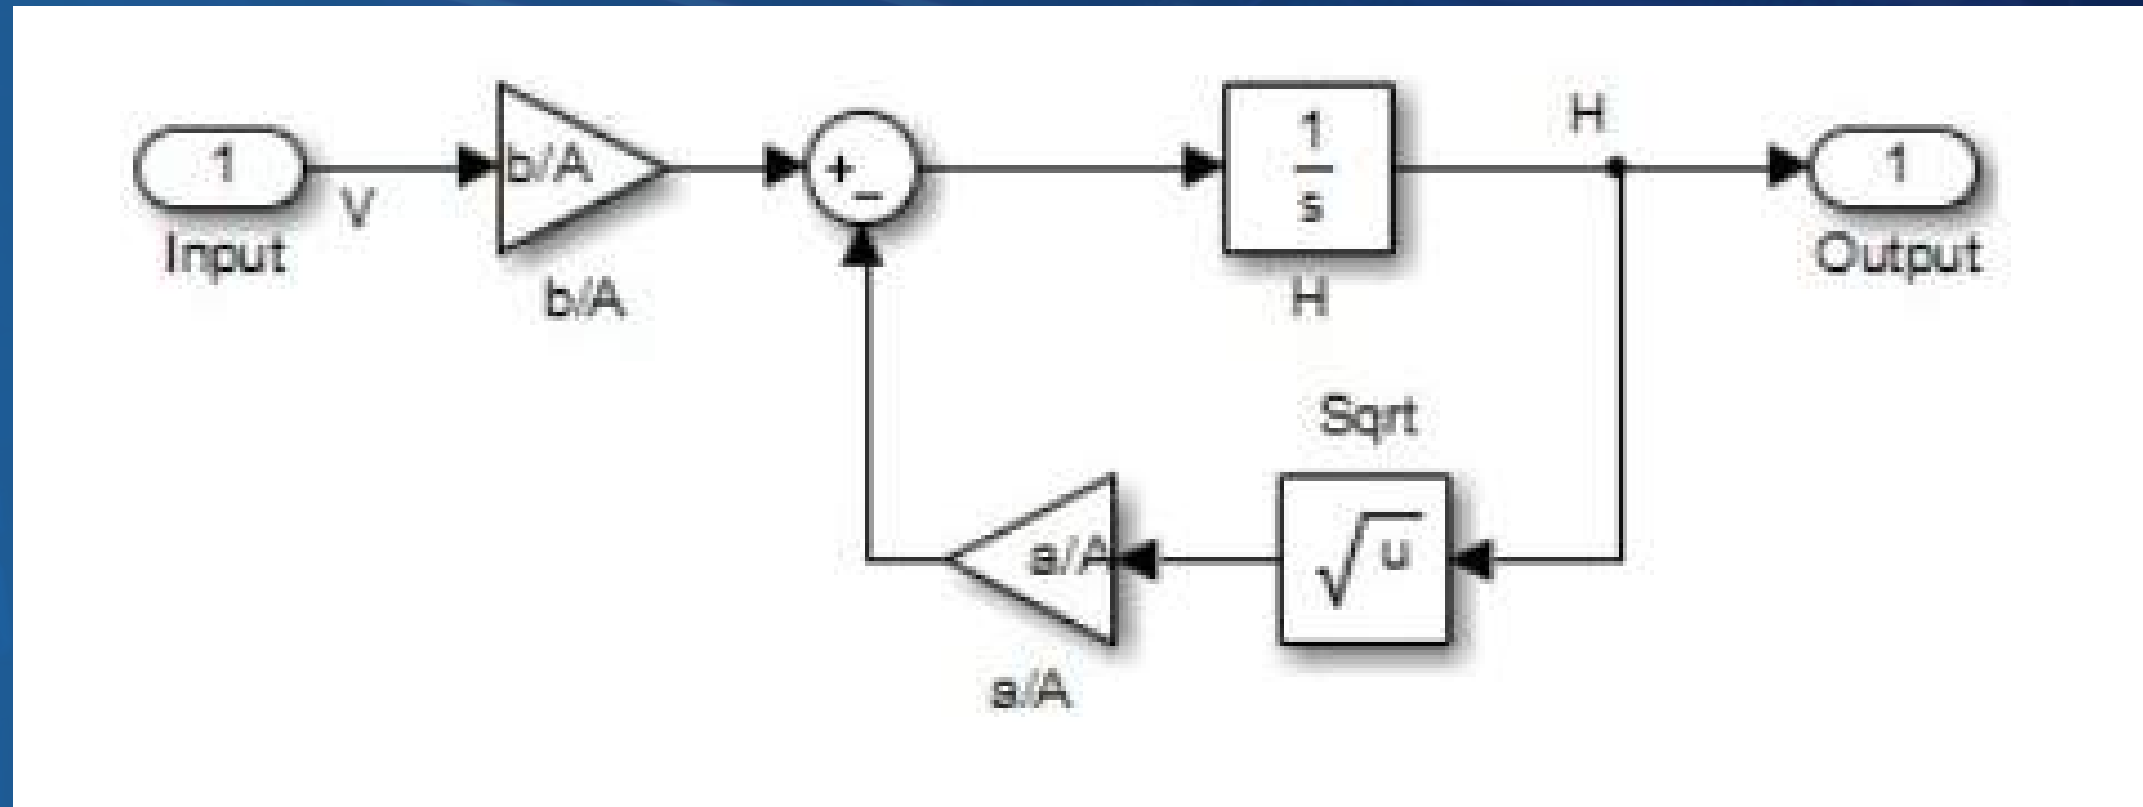 1
V
Input
b/A
b/A
+
−
1
s
H
H
1
Output
Sqrt
√u
a/A
a/A